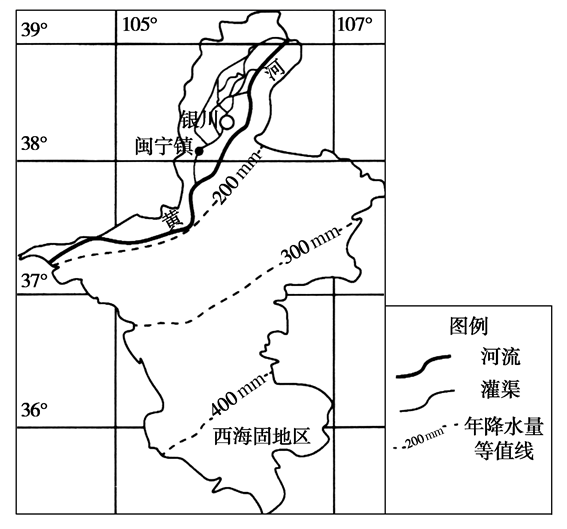 105°
107°
39°
河
银川
38°
闽宁镇
200 mm
黄
300 mm
37°
图例
河流
400 mm
灌渠
36°
西海固地区
200 mm
年降水量
等值线